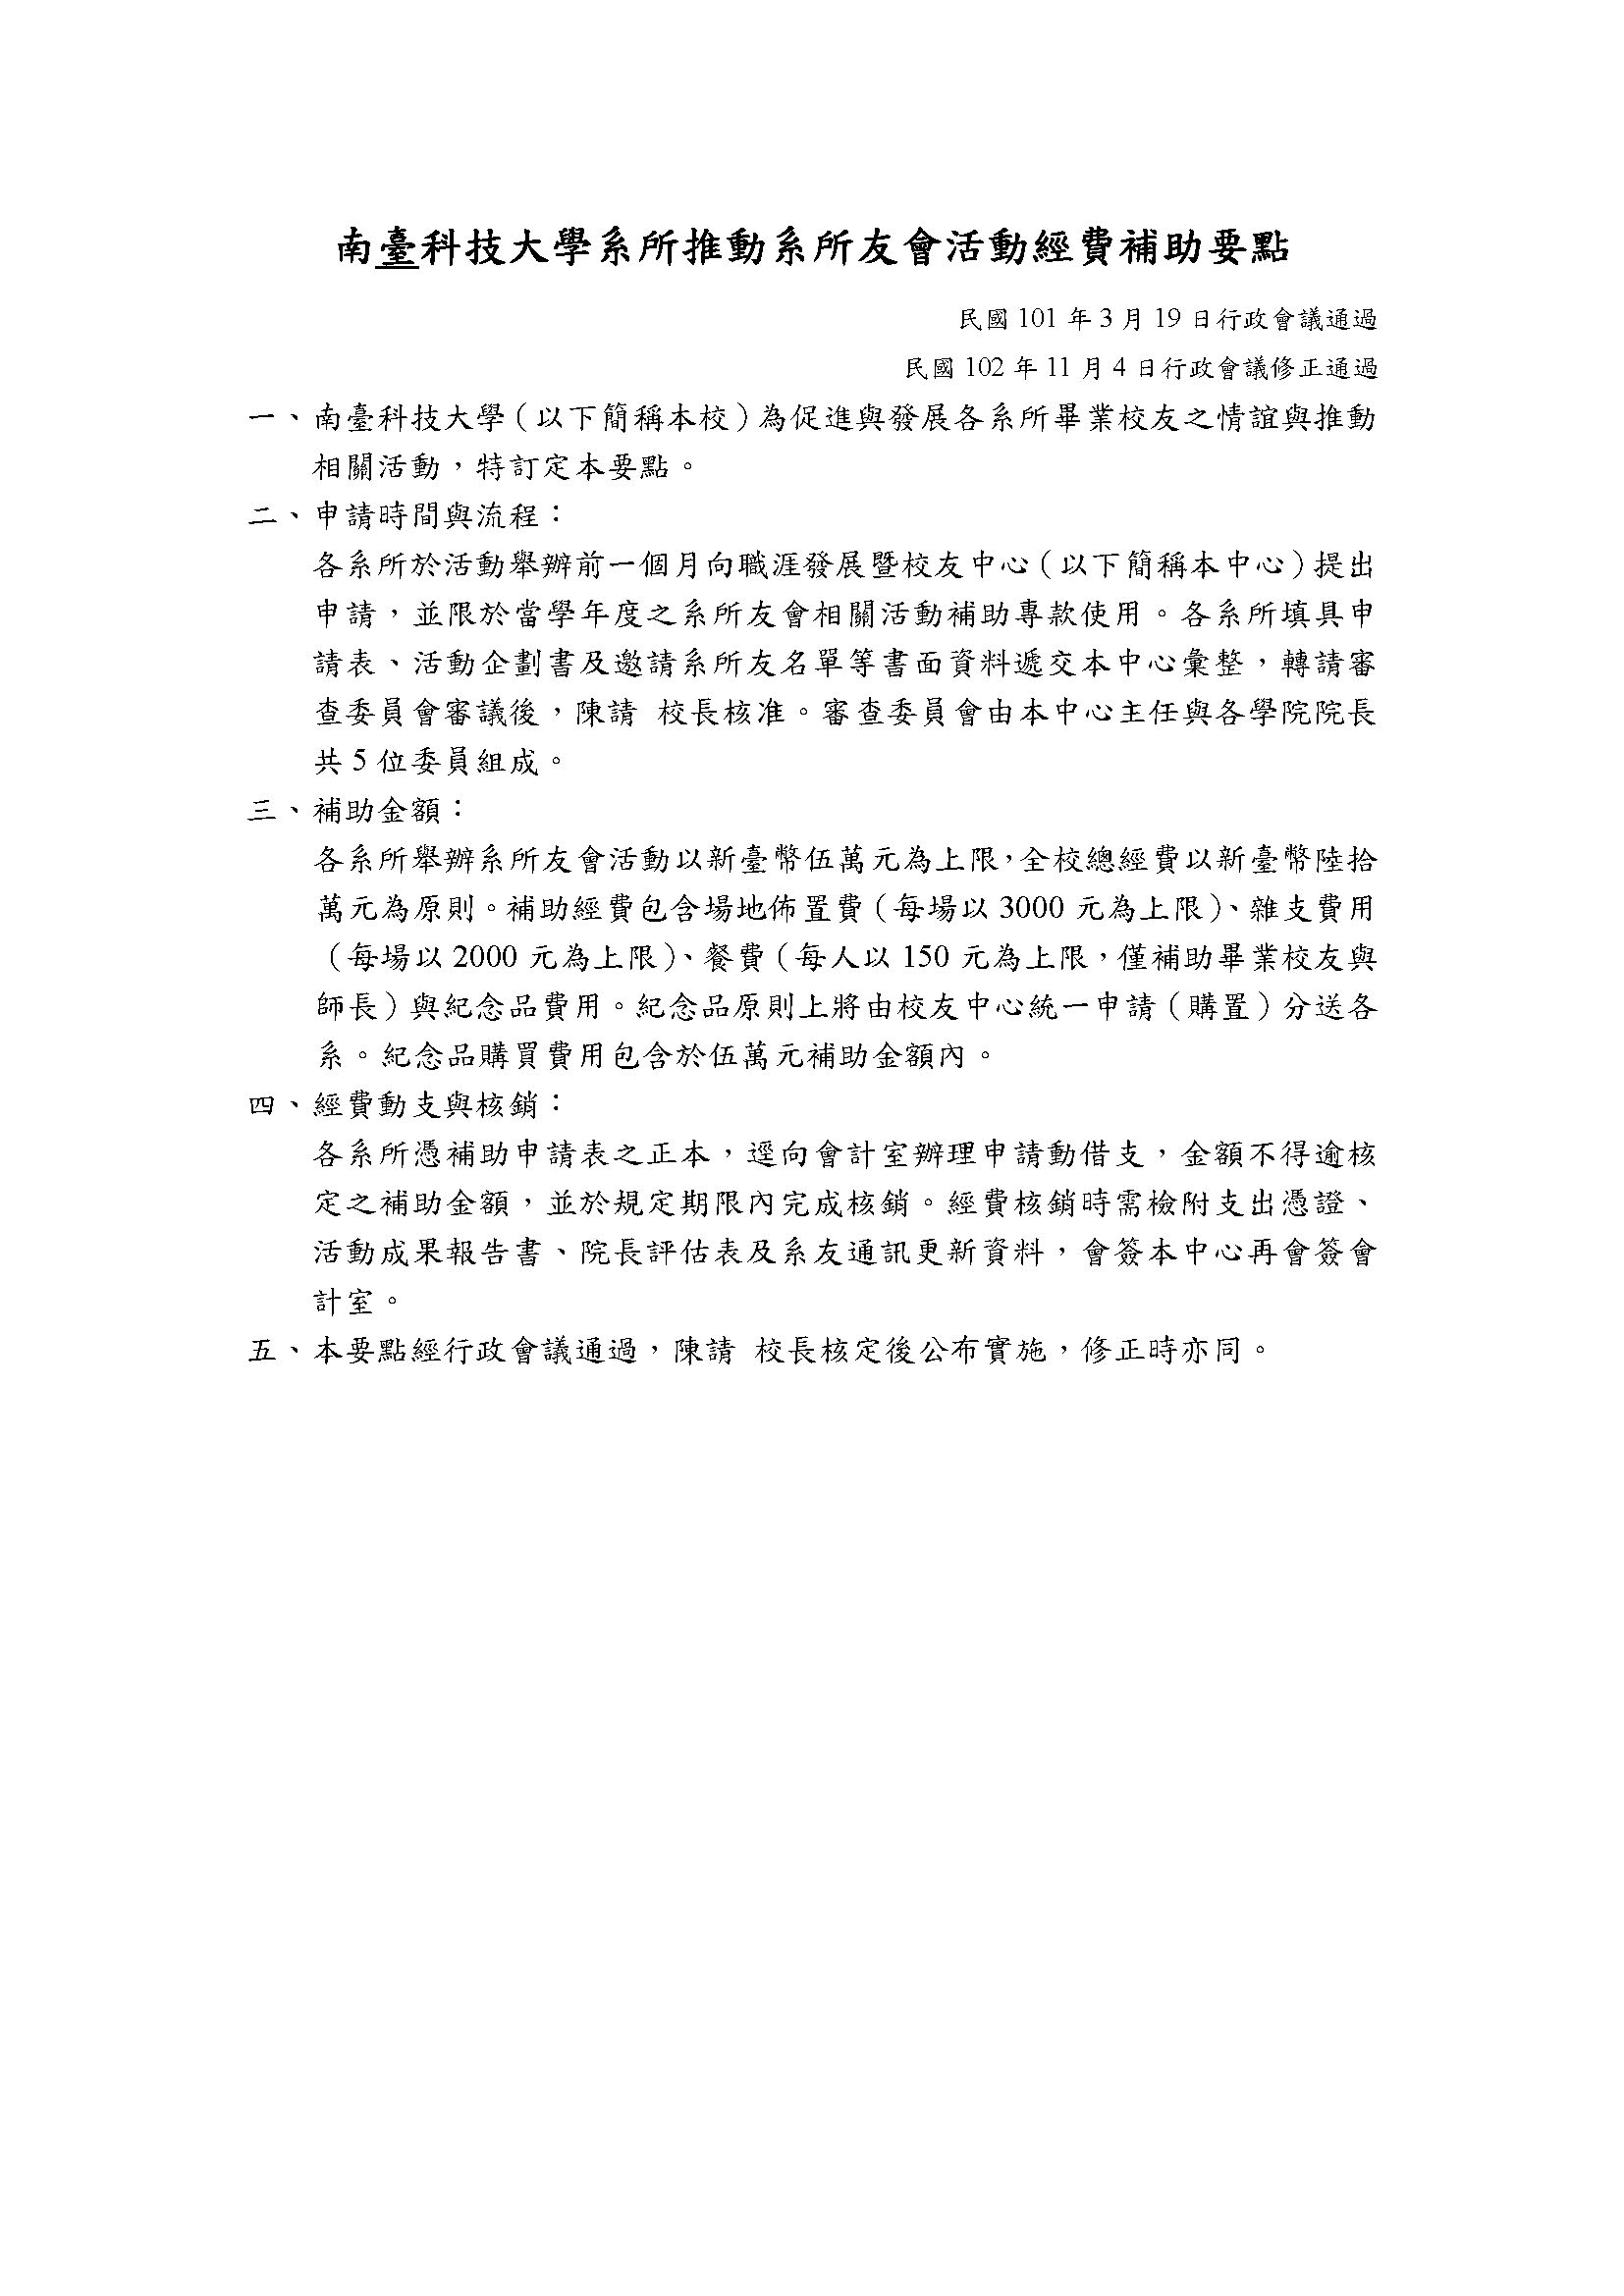 南臺科技大學系所推動系所友會活動經費補助要點
民國 101 年 3 月 19 日行政會議通過
民國 102 年 11 月 4 日行政會議修正通過
一、南臺科技大學（以下簡稱本校）為促進與發展各系所畢業校友之情誼與推動
相關活動，特訂定本要點。
二、申請時間與流程：
各系所於活動舉辦前一個月向職涯發展暨校友中心（以下簡稱本中心）提出
申請，並限於當學年度之系所友會相關活動補助專款使用。各系所填具申
請表、活動企劃書及邀請系所友名單等書面資料遞交本中心彙整，轉請審
查委員會審議後，陳請 校長核准。審查委員會由本中心主任與各學院院長
共 5 位委員組成。
三、補助金額：
各系所舉辦系所友會活動以新臺幣伍萬元為上限，全校總經費以新臺幣陸拾
萬元為原則。補助經費包含場地佈置費（每場以 3000 元為上限）、雜支費用
（每場以 2000 元為上限）、餐費（每人以 150 元為上限，僅補助畢業校友與
師長）與紀念品費用。紀念品原則上將由校友中心統一申請（購置）分送各
系。紀念品購買費用包含於伍萬元補助金額內。
四、經費動支與核銷：
各系所憑補助申請表之正本，逕向會計室辦理申請動借支，金額不得逾核
定之補助金額，並於規定期限內完成核銷。經費核銷時需檢附支出憑證、
活動成果報告書、院長評估表及系友通訊更新資料，會簽本中心再會簽會
計室。
五、本要點經行政會議通過，陳請 校長核定後公布實施，修正時亦同。